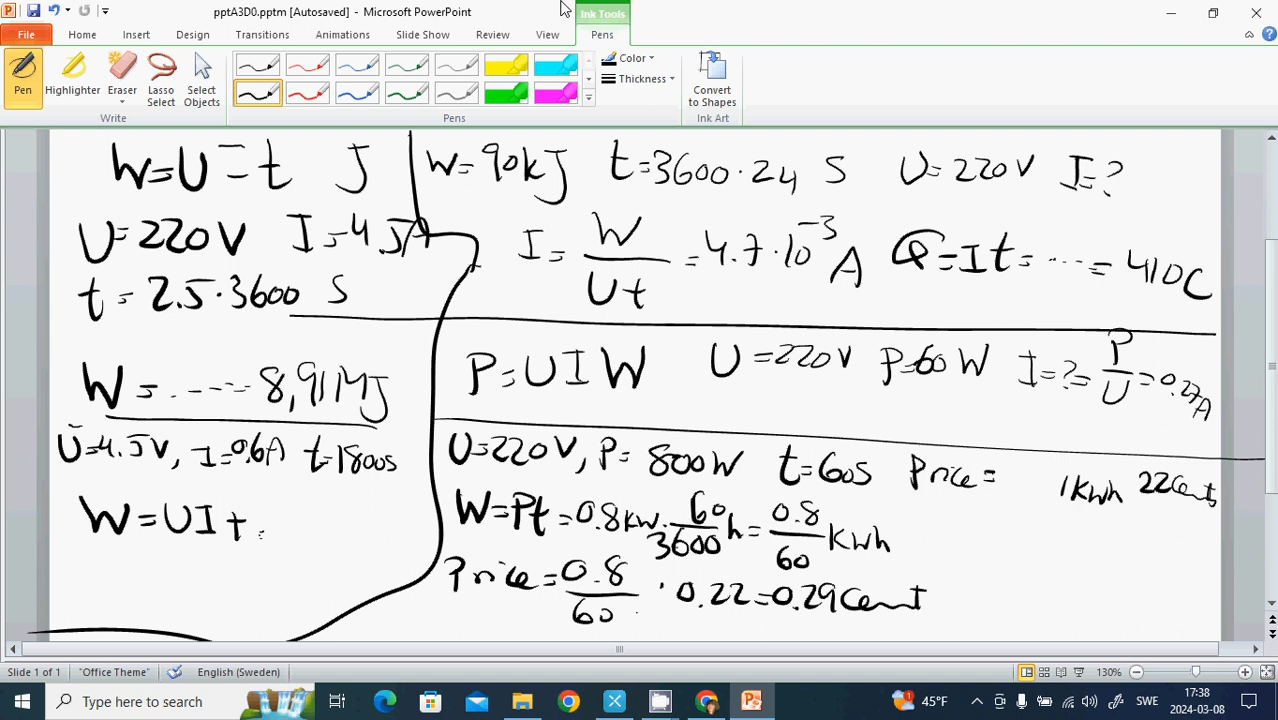 pptA3D0.pptm [Autosaved] - Microsoft PowerPoint
Ink Tools
File Home Insert Design Transitions Animations Slide Show Review View Pens
Pen Highlighter Eraser Lasso Select Select Objects
Color
Thickness
Convert to Shapes
Write Pens Ink Art
W=U-t J
U=220V I=4.5A
t=2.5·3600 S
W=.----8,91MJ
U=4.5V, I=0.6A t=1800s
W=UIt=
W=90kJ t=3600·24 S U=220V I=?
I=W/Ut=4.7·10-3 A Q=It=....=410C
P=UI W U=220V P=60W I=?=P/U=0.27A
U=220V, P=800W t=60s Price= 1kWh 22Cents
W=Pt=0.8kW·60/3600h=0.8/60 kWh
Price=0.8/60·0.22=0.29Cent
Slide 1 of 1 "Office Theme" English (Sweden) 130%
Type here to search 45°F SWE 17:38
2024-03-08